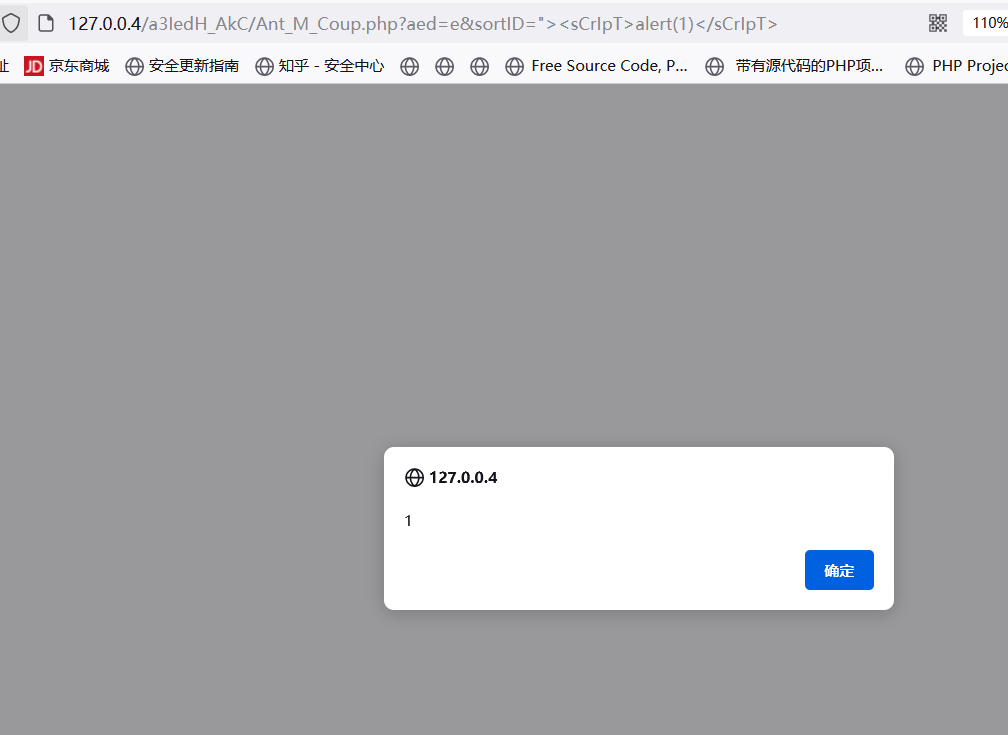 127.0.0.4/a3IedH_AkC/Ant_M_Coup.php?aed=e&sortID="><sCrIpT>alert(1)</sCrIpT> 110%
址 JD 京东商城 安全更新指南 知乎 - 安全中心 Free Source Code, P... 带有源代码的PHP项... PHP Projec
127.0.0.4
1
确定